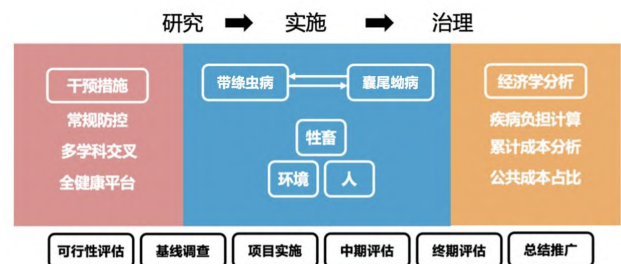 研究 实施 治理
干预措施
常规防控
多学科交叉
全健康平台
带绦虫病 囊尾蚴病
牲畜
环境 人
经济学分析
疾病负担计算
累计成本分析
公共成本占比
可行性评估 基线调查 项目实施 中期评估 终期评估 总结推广